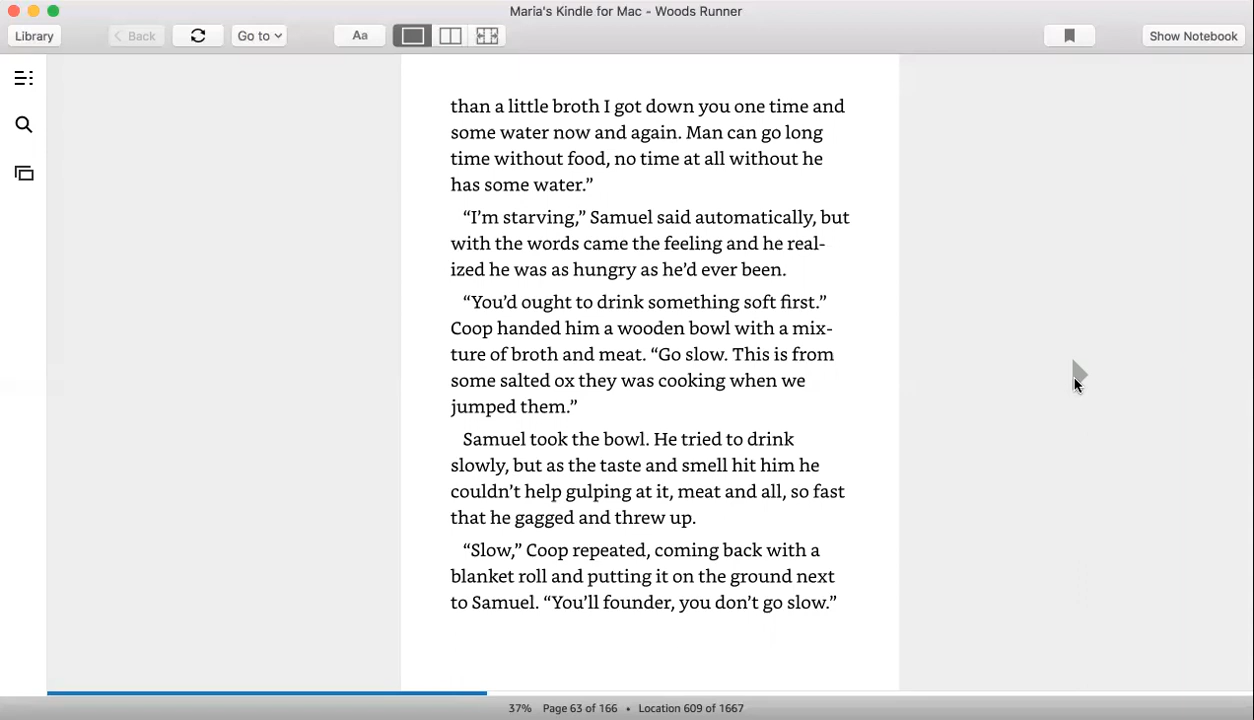 Maria's Kindle for Mac - Woods Runner
Library
Back
Go to
Aa
Show Notebook
than a little broth I got down you one time and
some water now and again. Man can go long
time without food, no time at all without he
has some water.”
“I’m starving,” Samuel said automatically, but
with the words came the feeling and he real-
ized he was as hungry as he’d ever been.
“You’d ought to drink something soft first.”
Coop handed him a wooden bowl with a mix-
ture of broth and meat. “Go slow. This is from
some salted ox they was cooking when we
jumped them.”
Samuel took the bowl. He tried to drink
slowly, but as the taste and smell hit him he
couldn’t help gulping at it, meat and all, so fast
that he gagged and threw up.
“Slow,” Coop repeated, coming back with a
blanket roll and putting it on the ground next
to Samuel. “You’ll founder, you don’t go slow.”
37% Page 63 of 166 • Location 609 of 1667